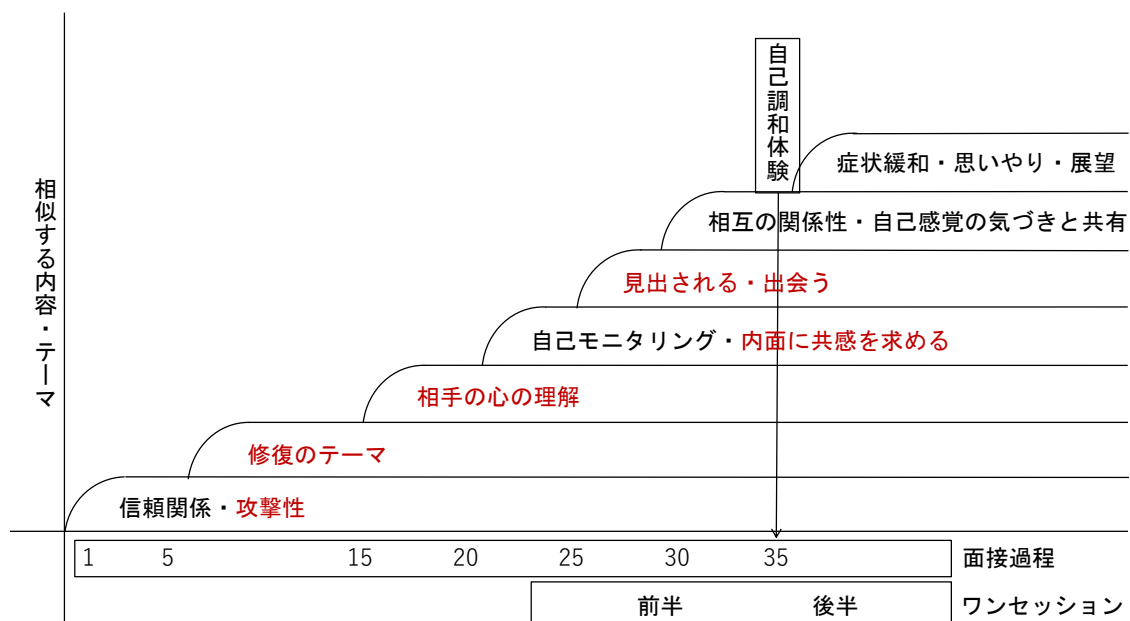 自己調和体験
症状緩和・思いやり・展望
相互の関係性・自己感覚の気づきと共有
見出される・出会う
自己モニタリング・内面に共感を求める
相手の心の理解
修復のテーマ
信頼関係・攻撃性
相似する内容・テーマ
1 5 15 20 25 30 35 面接過程
前半 後半 ワンセッション